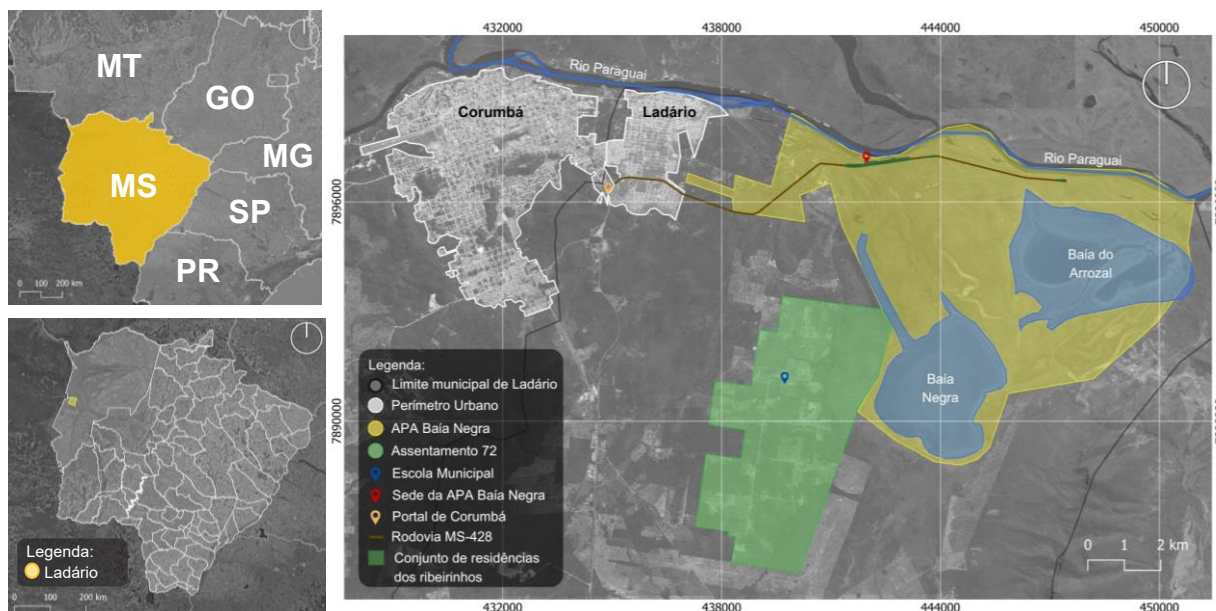 MT
GO
MS
MG
SP
PR
0 100 200 km
Legenda:
Ladário
0 100 200 km
432000 438000 444000 450000
Rio Paraguai
Corumbá
Ladário
Rio Paraguai
7896000
Baía do
Arrozal
Baía
Negra
7890000
Legenda:
Limite municipal de Ladário
Perímetro Urbano
APA Baía Negra
Assentamento 72
Escola Municipal
Sede da APA Baía Negra
Portal de Corumbá
Rodovia MS-428
Conjunto de residências
dos ribeirinhos
0 1 2 km
432000 438000 444000 450000